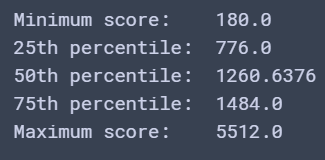 Minimum score:    180.0
25th percentile:  776.0
50th percentile:  1260.6376
75th percentile:  1484.0
Maximum score:    5512.0